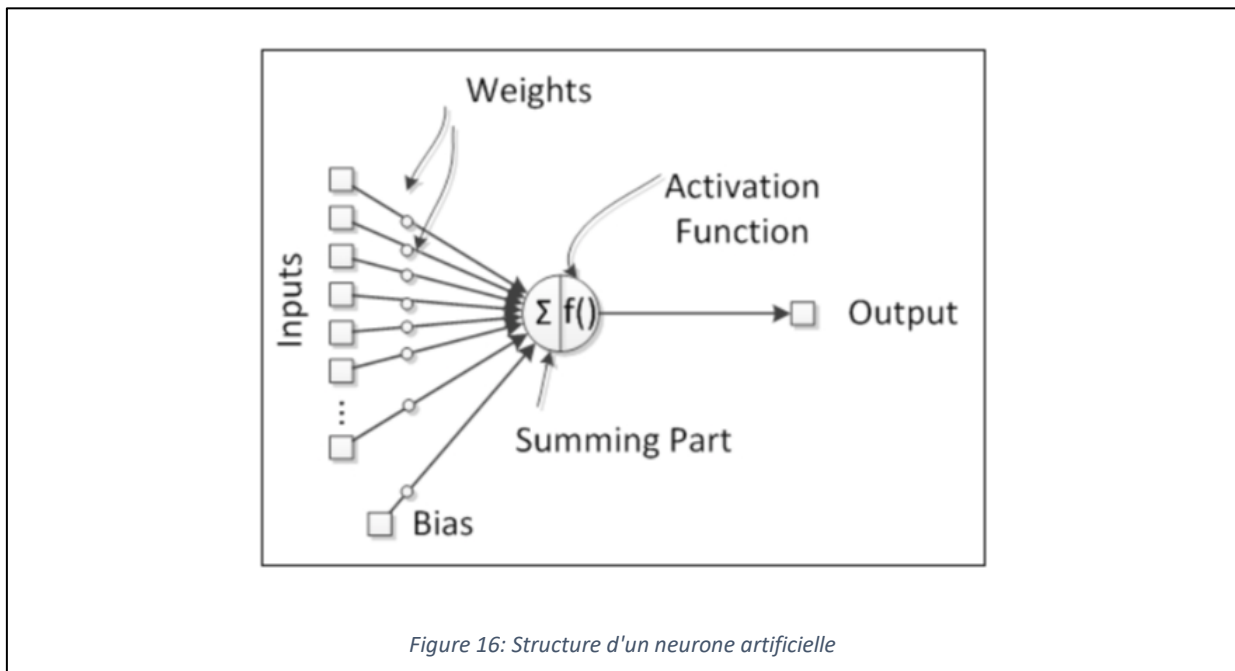 Weights
Activation
Function
Inputs
Σ f()
Output
...
Summing Part
Bias
Figure 16: Structure d'un neurone artificielle